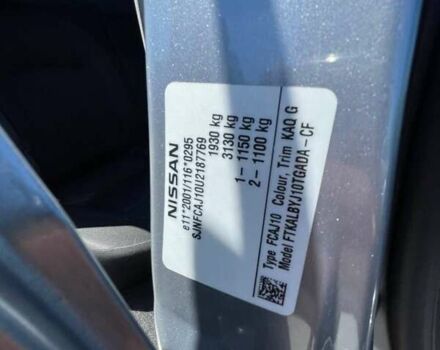 NISSAN
e11*2001/116*0295
SJNFCAJ10U2187769
1930 kg
3130 kg
1- 1150 kg
2- 1100 kg
Type FCAJ10 Colour, Trim KAQ G
Model FTKALBYJ10TGADA-CF